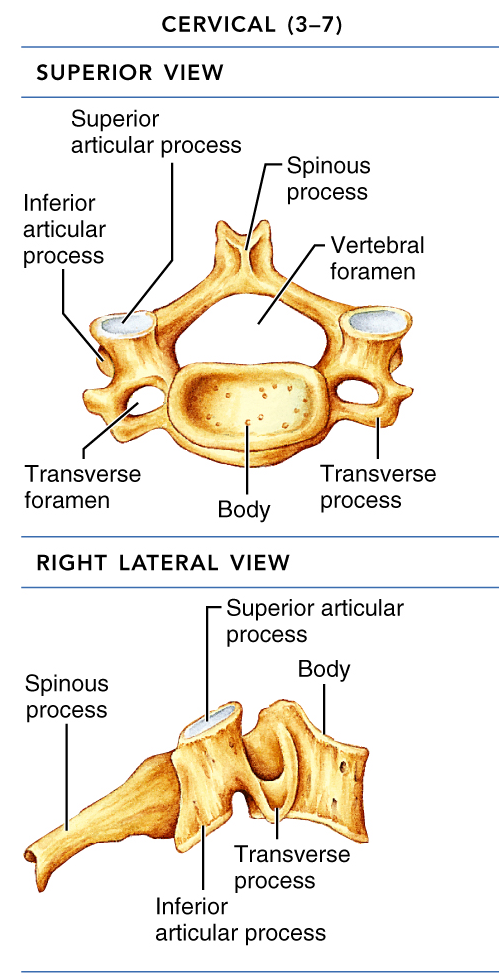 CERVICAL (3–7)
SUPERIOR VIEW
Superior
articular process
Spinous
process
Inferior
articular
process
Vertebral
foramen
Transverse
foramen
Body
Transverse
process
RIGHT LATERAL VIEW
Superior articular
process
Body
Spinous
process
Transverse
process
Inferior
articular process